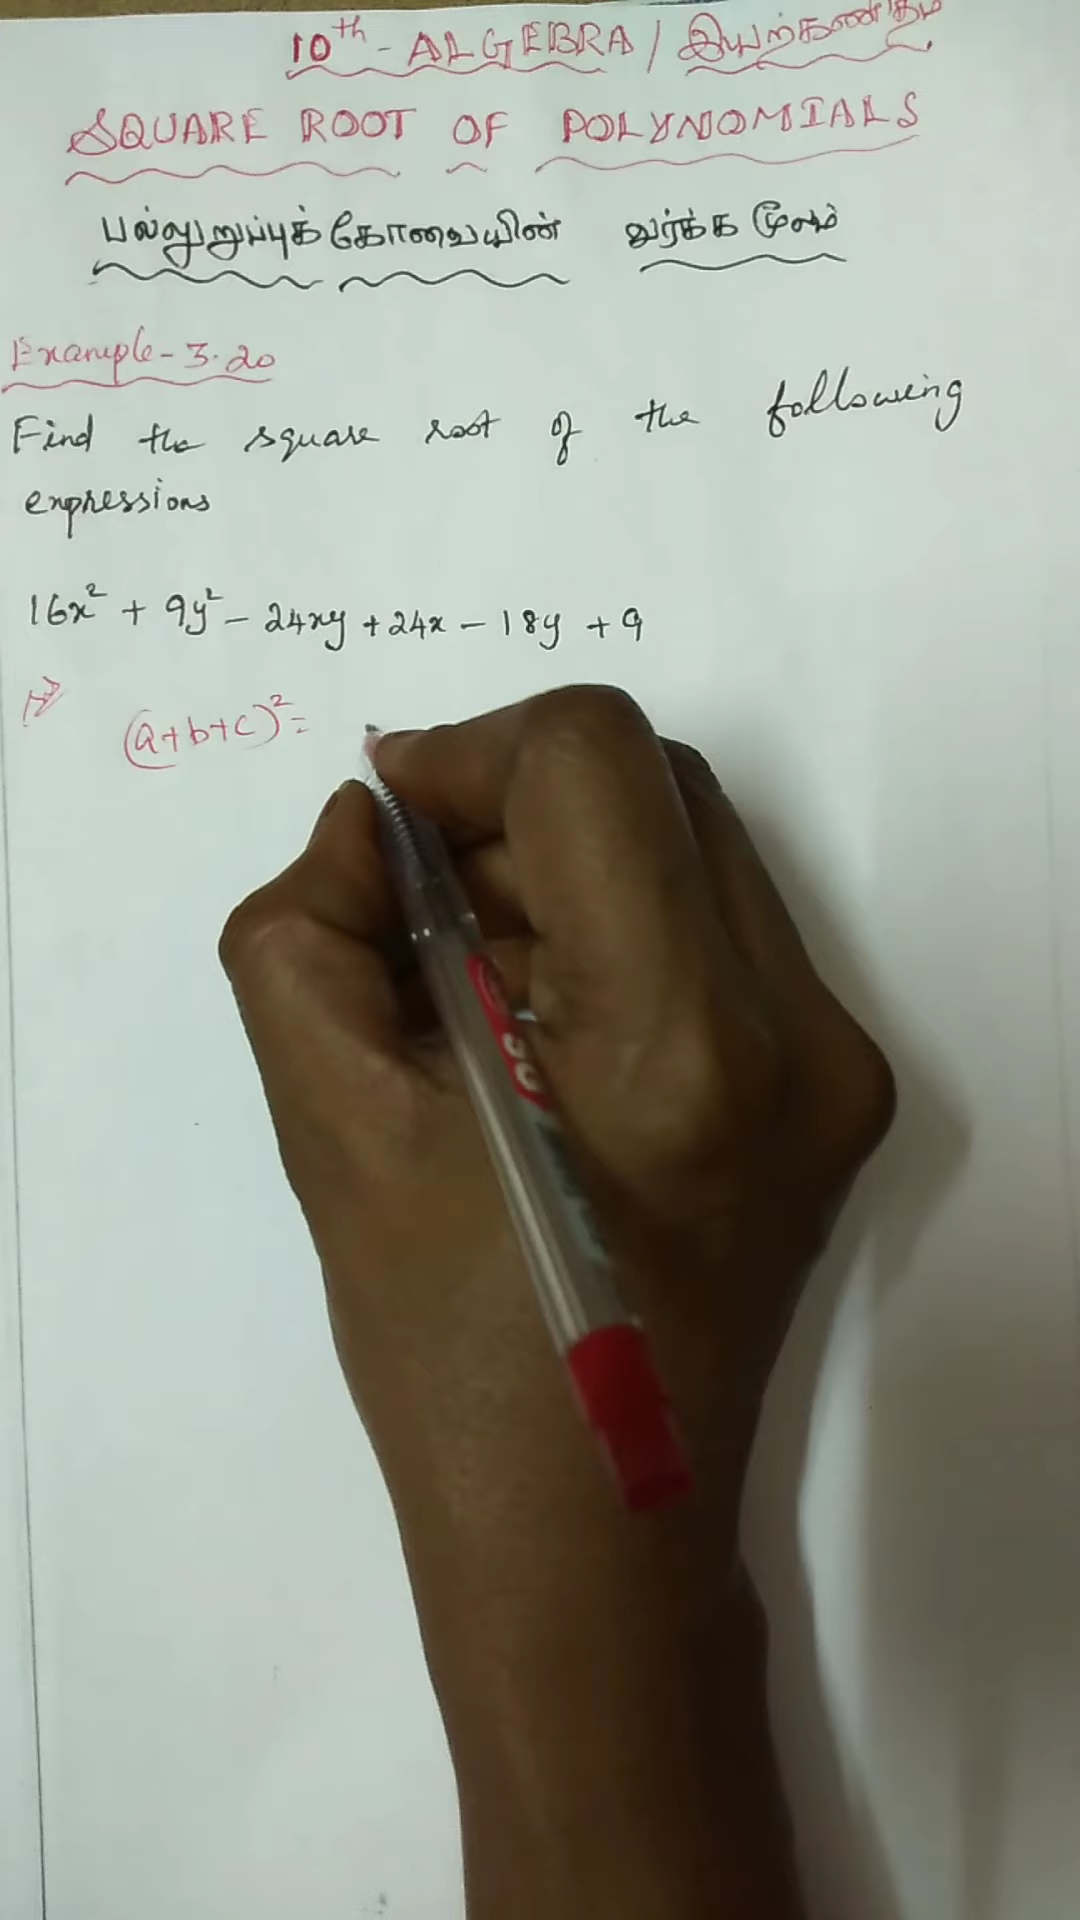 10th - ALGEBRA / இயற்கணிதம்
SQUARE ROOT OF POLYNOMIALS
பல்லுறுப்புக்கோவையின் வர்க்க மூலம்
Example - 3.20
Find the square root of the following
expressions
16x² + 9y² - 24xy + 24x - 18y + 9
(a+b+c)² =